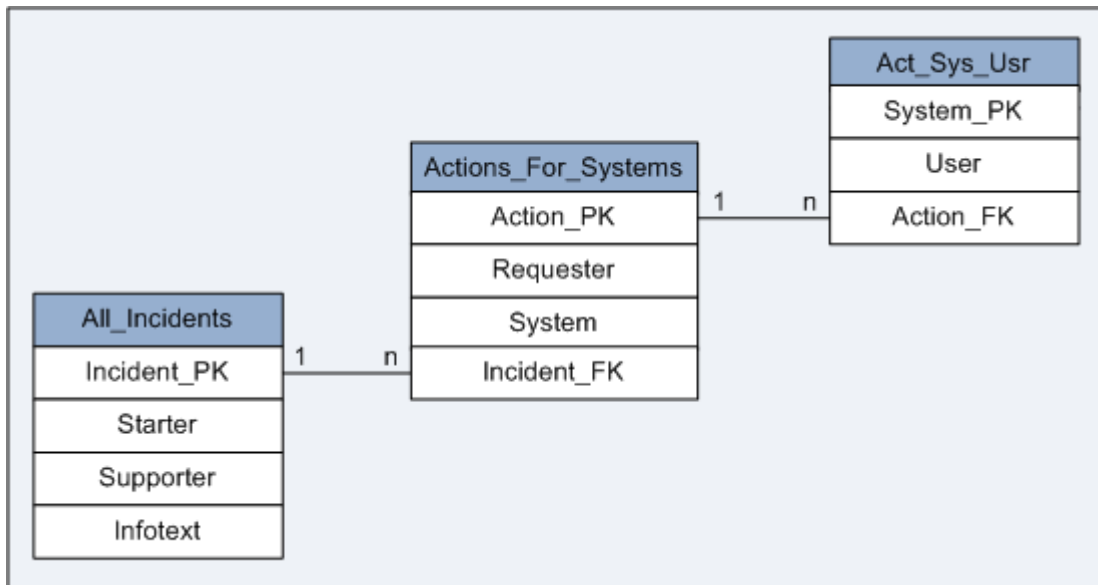 All_Incidents
Incident_PK
Starter
Supporter
Infotext
1
n
Actions_For_Systems
Action_PK
Requester
System
Incident_FK
1
n
Act_Sys_Usr
System_PK
User
Action_FK